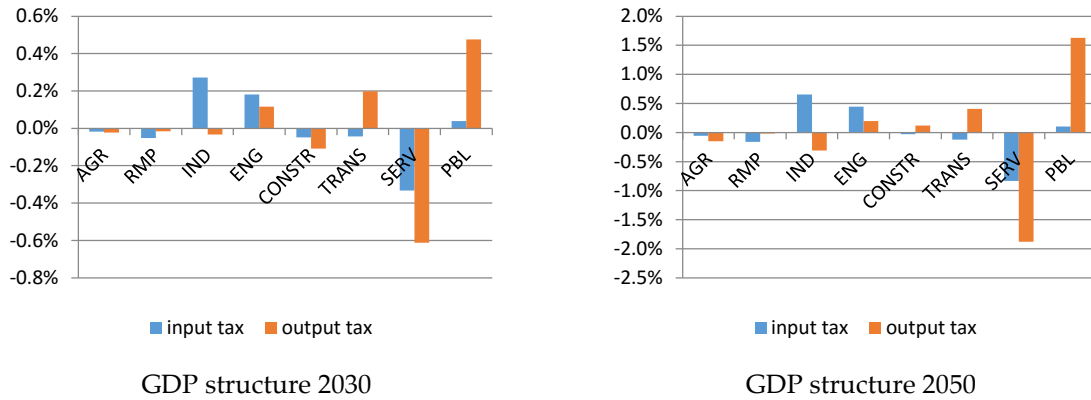 0.6%
0.4%
0.2%
0.0%
-0.2%
-0.4%
-0.6%
-0.8%
AGR
RMP
IND
ENG
CONSTR
TRANS
SERV
PBL
input tax output tax
GDP structure 2030
2.0%
1.5%
1.0%
0.5%
0.0%
-0.5%
-1.0%
-1.5%
-2.0%
-2.5%
AGR
RMP
IND
ENG
CONSTR
TRANS
SERV
PBL
input tax output tax
GDP structure 2050